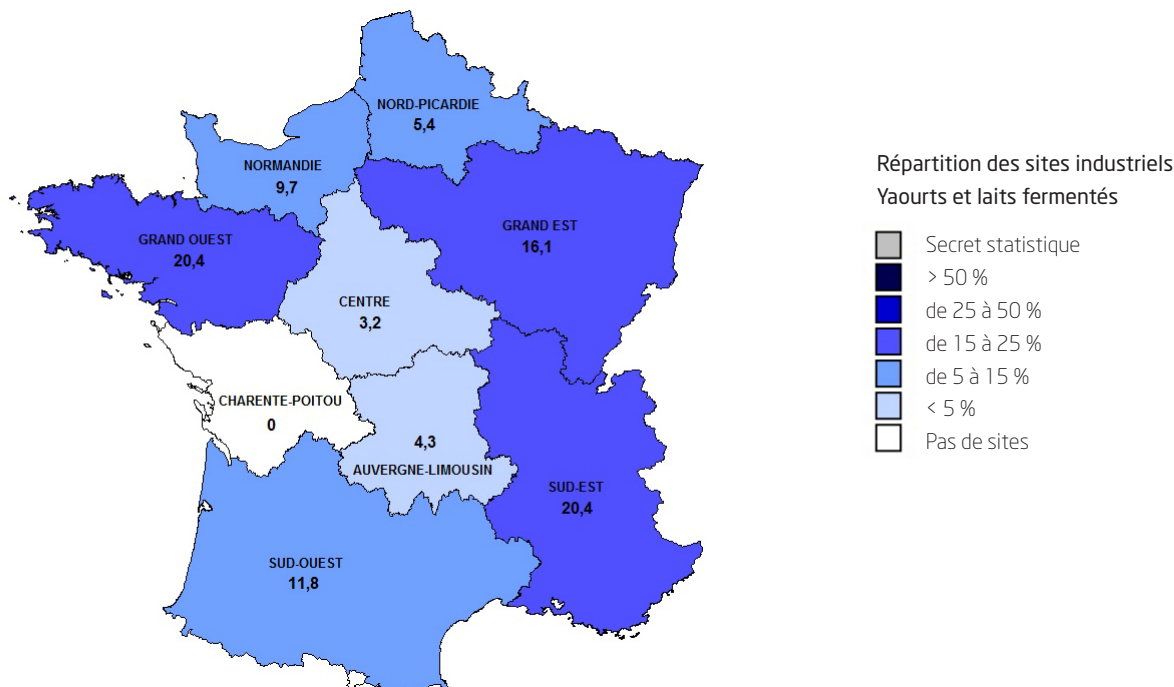 NORD-PICARDIE
5,4
NORMANDIE
9,7
GRAND OUEST
20,4
GRAND EST
16,1
CENTRE
3,2
CHARENTE-POITOU
0
4,3
AUVERGNE-LIMOUSIN
SUD-EST
20,4
SUD-OUEST
11,8
Répartition des sites industriels
Yaourts et laits fermentés
Secret statistique
> 50 %
de 25 à 50 %
de 15 à 25 %
de 5 à 15 %
< 5 %
Pas de sites